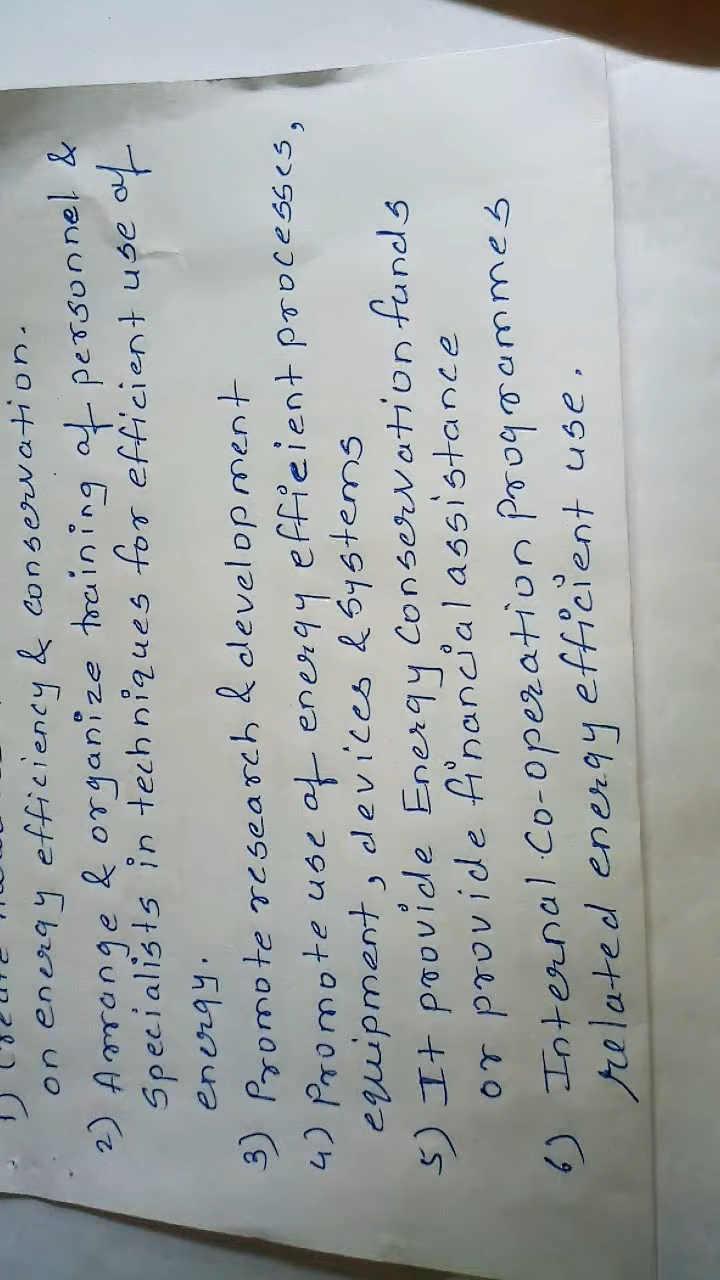 1) Create
on energy efficiency & conservation.
2) Arrange & organize training of personnel &
Specialists in techniques for efficient use of
energy.
3) Promote research & development
4) Promote use of energy efficient processes,
equipment, devices & systems
5) It provide Energy Conservation funds
or provide financial assistance
6) Internal Co-operation programmes
related energy efficient use.